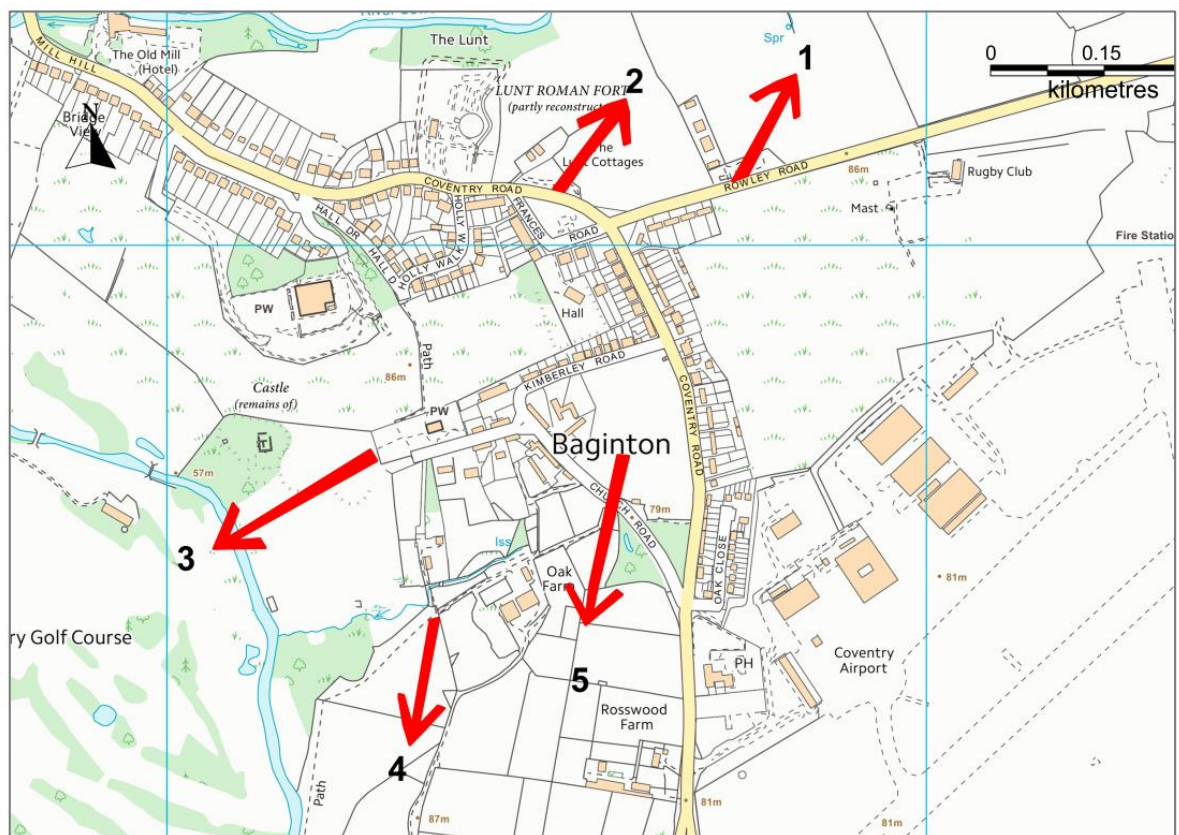 The Lunt
Spr
1
0 0.15
kilometres
MILL HILL
The Old Mill
(Hotel)
2
LUNT ROMAN FORT
(partly reconstruct
N
Bridge
View
Cottages
COVENTRY ROAD
ROWLEY ROAD
86m
Rugby Club
Mast
HALL DR
HALL D
HOLLY W
HOLLY WALK
FRANCES
ROAD
Fire Statio
PW
Hall
Path
86m
KIMBERLEY ROAD
COVENTRY ROAD
Castle
(remains of)
PW
Baginton
57m
CHURCH ROAD
79m
3
Iss
Oak
Farm
OAK CLOSE
81m
ry Golf Course
Coventry
Airport
PH
5
Rosswood
Farm
4
Path
87m
81m
81m